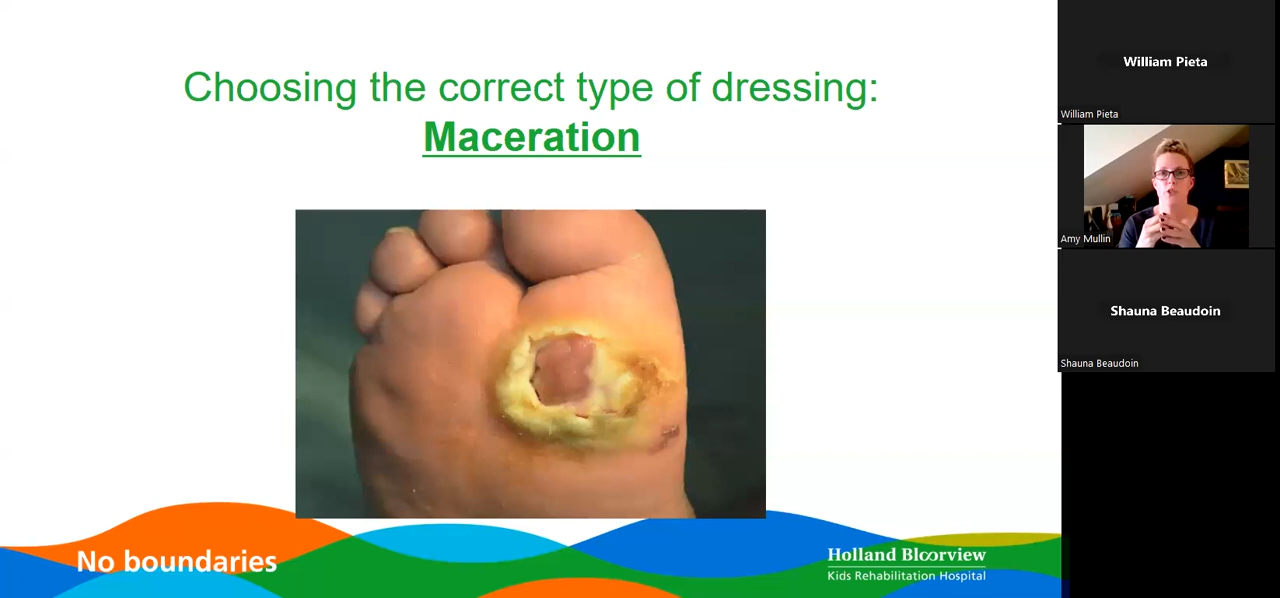 Choosing the correct type of dressing:
Maceration
No boundaries
Holland Bloorview
Kids Rehabilitation Hospital
William Pieta
William Pieta
Amy Mullin
Shauna Beaudoin
Shauna Beaudoin